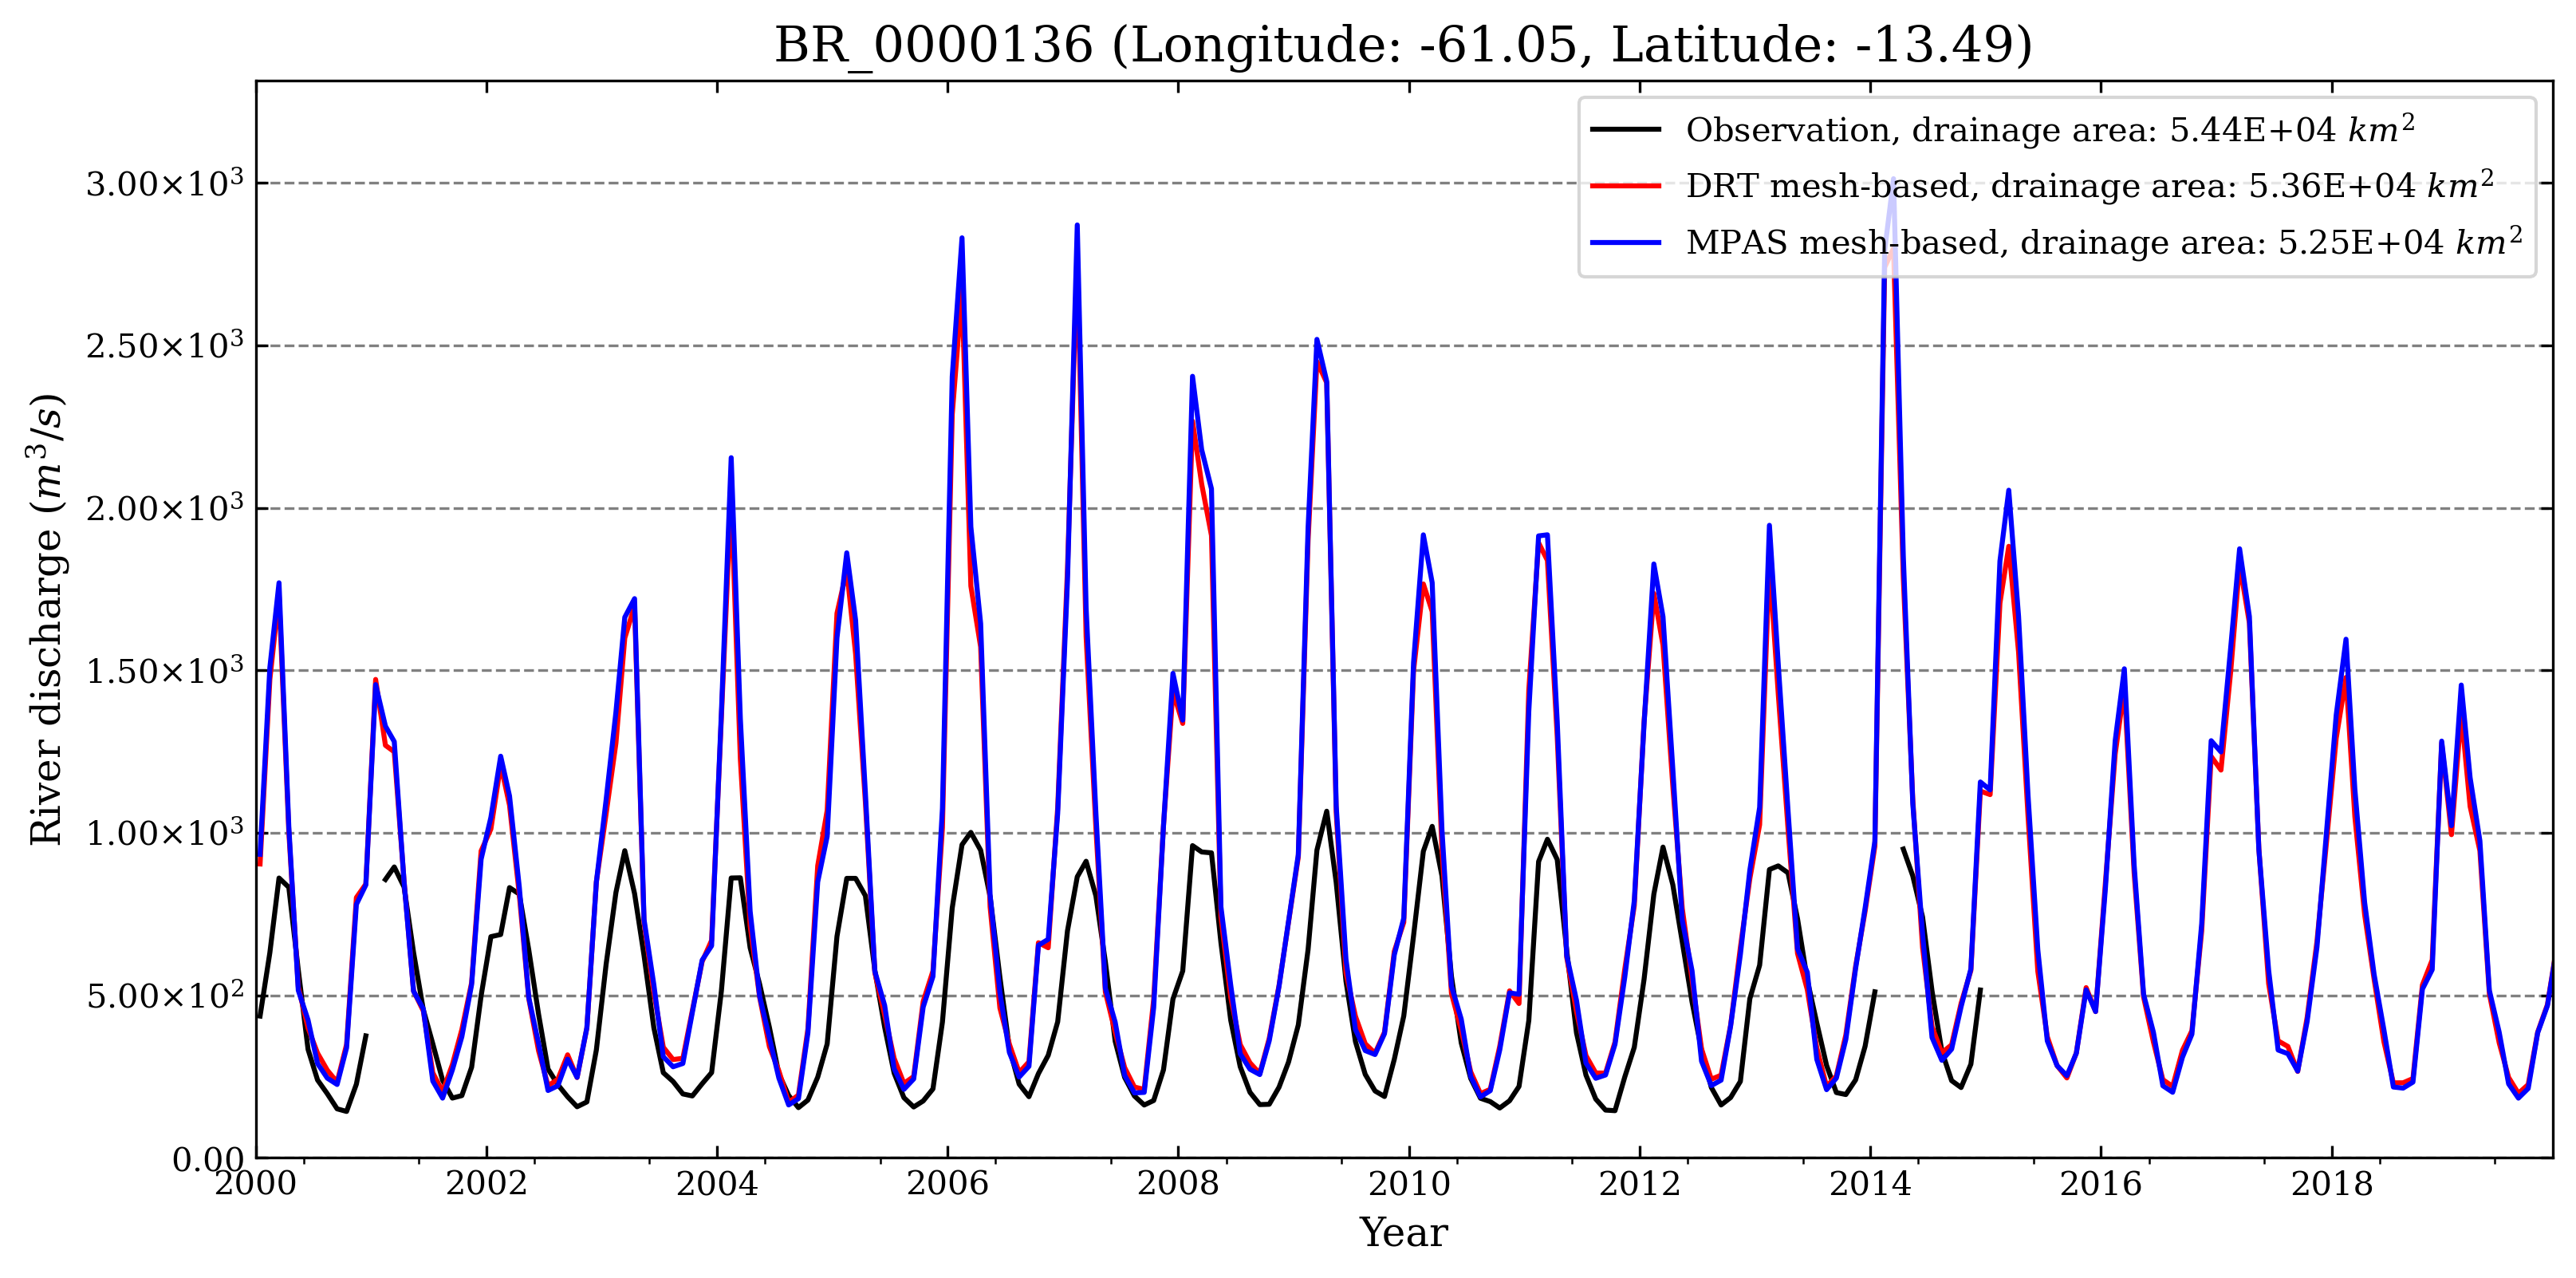 BR_0000136 (Longitude: -61.05, Latitude: -13.49)
Observation, drainage area: 5.44E+04 km²
DRT mesh-based, drainage area: 5.36E+04 km²
MPAS mesh-based, drainage area: 5.25E+04 km²
River discharge (m³/s)
3.00×10³
2.50×10³
2.00×10³
1.50×10³
1.00×10³
5.00×10²
0.00
2000 2002 2004 2006 2008 2010 2012 2014 2016 2018
Year